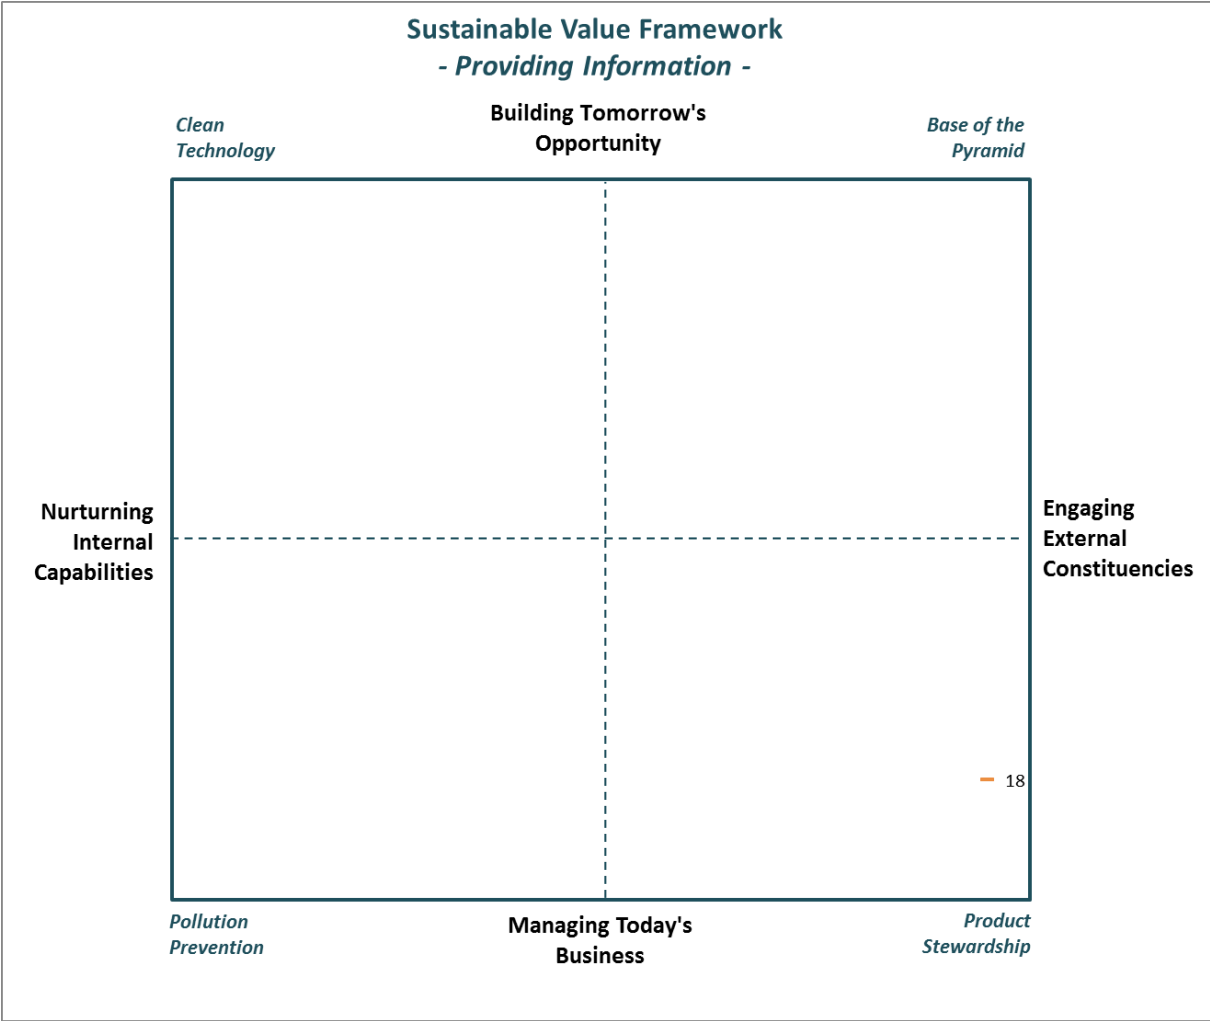 Sustainable Value Framework
- Providing Information -
Clean
Technology
Building Tomorrow's
Opportunity
Base of the
Pyramid
Nurturning
Internal
Capabilities
Engaging
External
Constituencies
18
Pollution
Prevention
Managing Today's
Business
Product
Stewardship